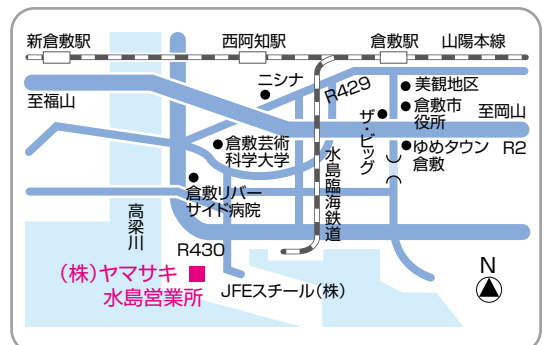 新倉敷駅
西阿知駅
倉敷駅
山陽本線
ニシナ
R429
美観地区
倉敷市
役所
至福山
至岡山
ザ・ビッグ
倉敷芸術
科学大学
水島臨海鉄道
ゆめタウン
倉敷
R2
倉敷リバー
サイド病院
高梁川
R430
(株)ヤマサキ
水島営業所
JFEスチール(株)
N